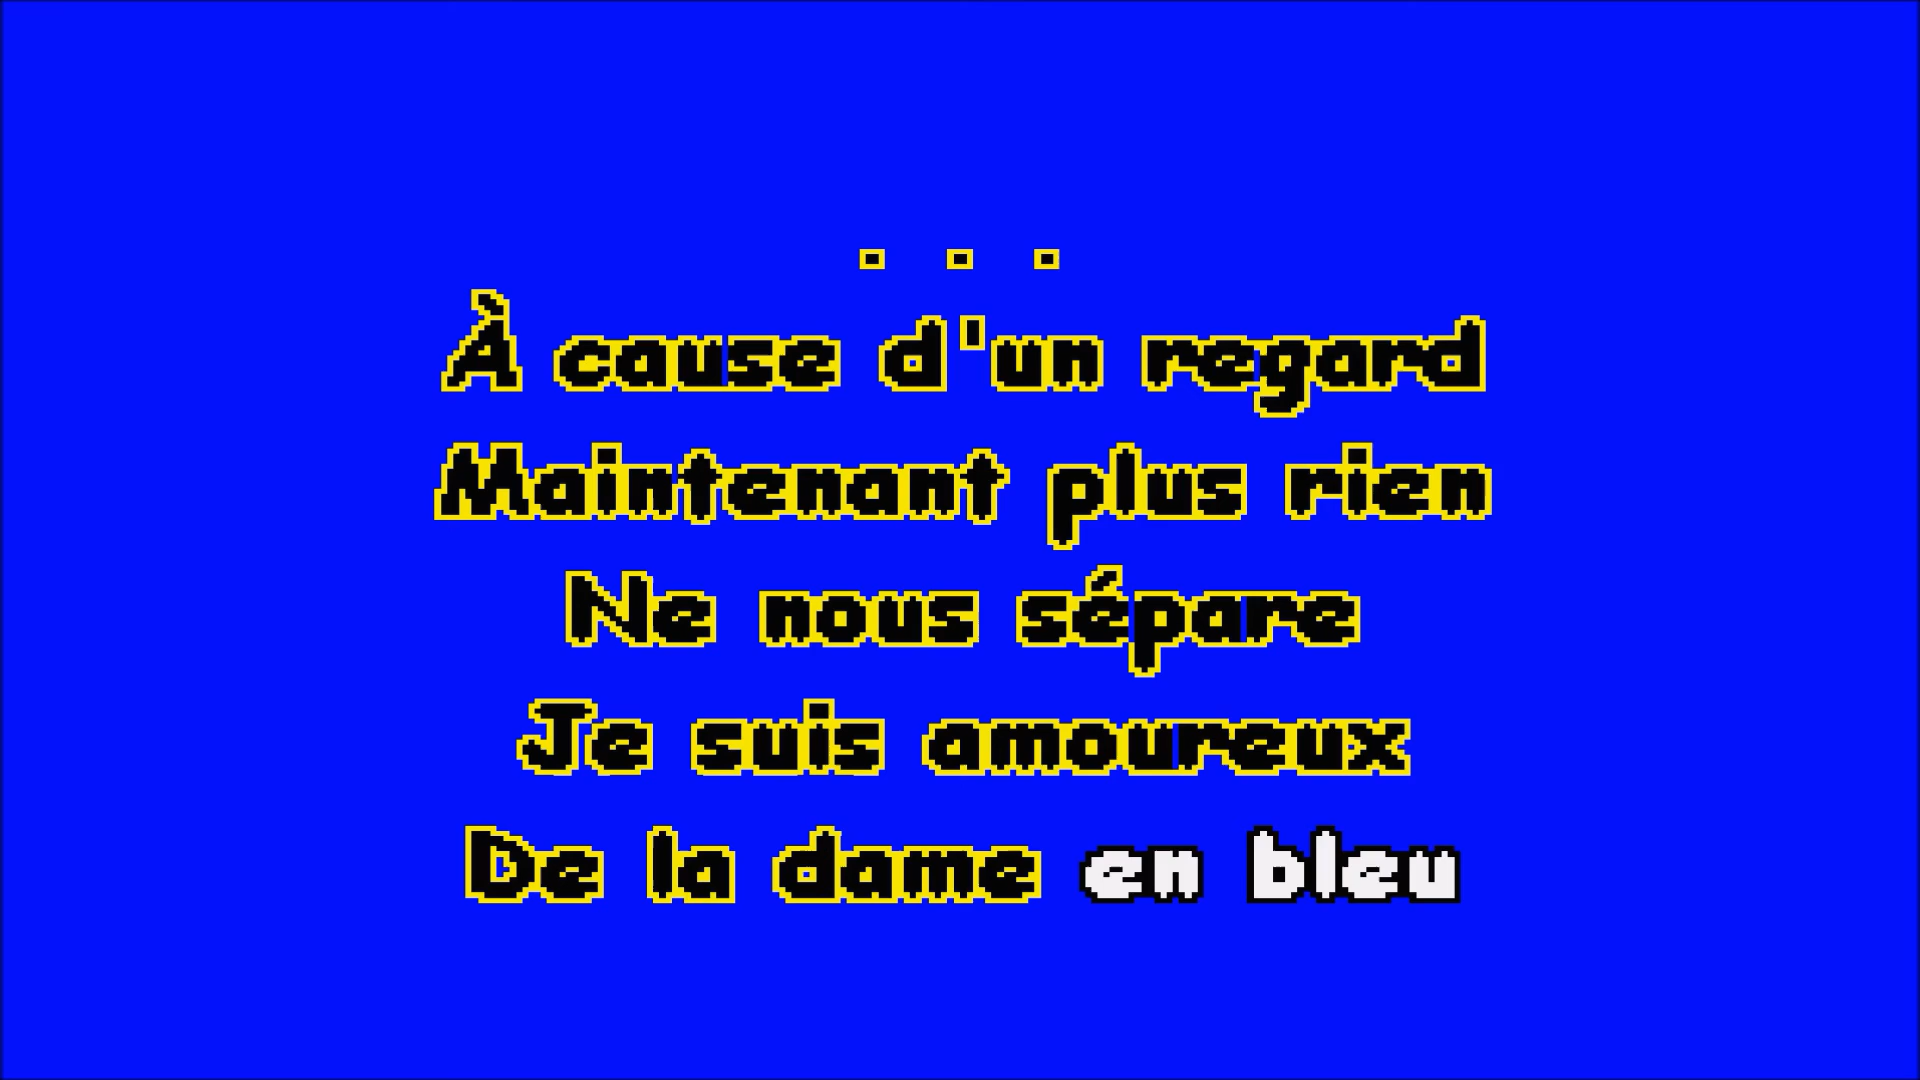 . . .
À cause d'un regard
Maintenant plus rien
Ne nous sépare
Je suis amoureux
De la dame en bleu